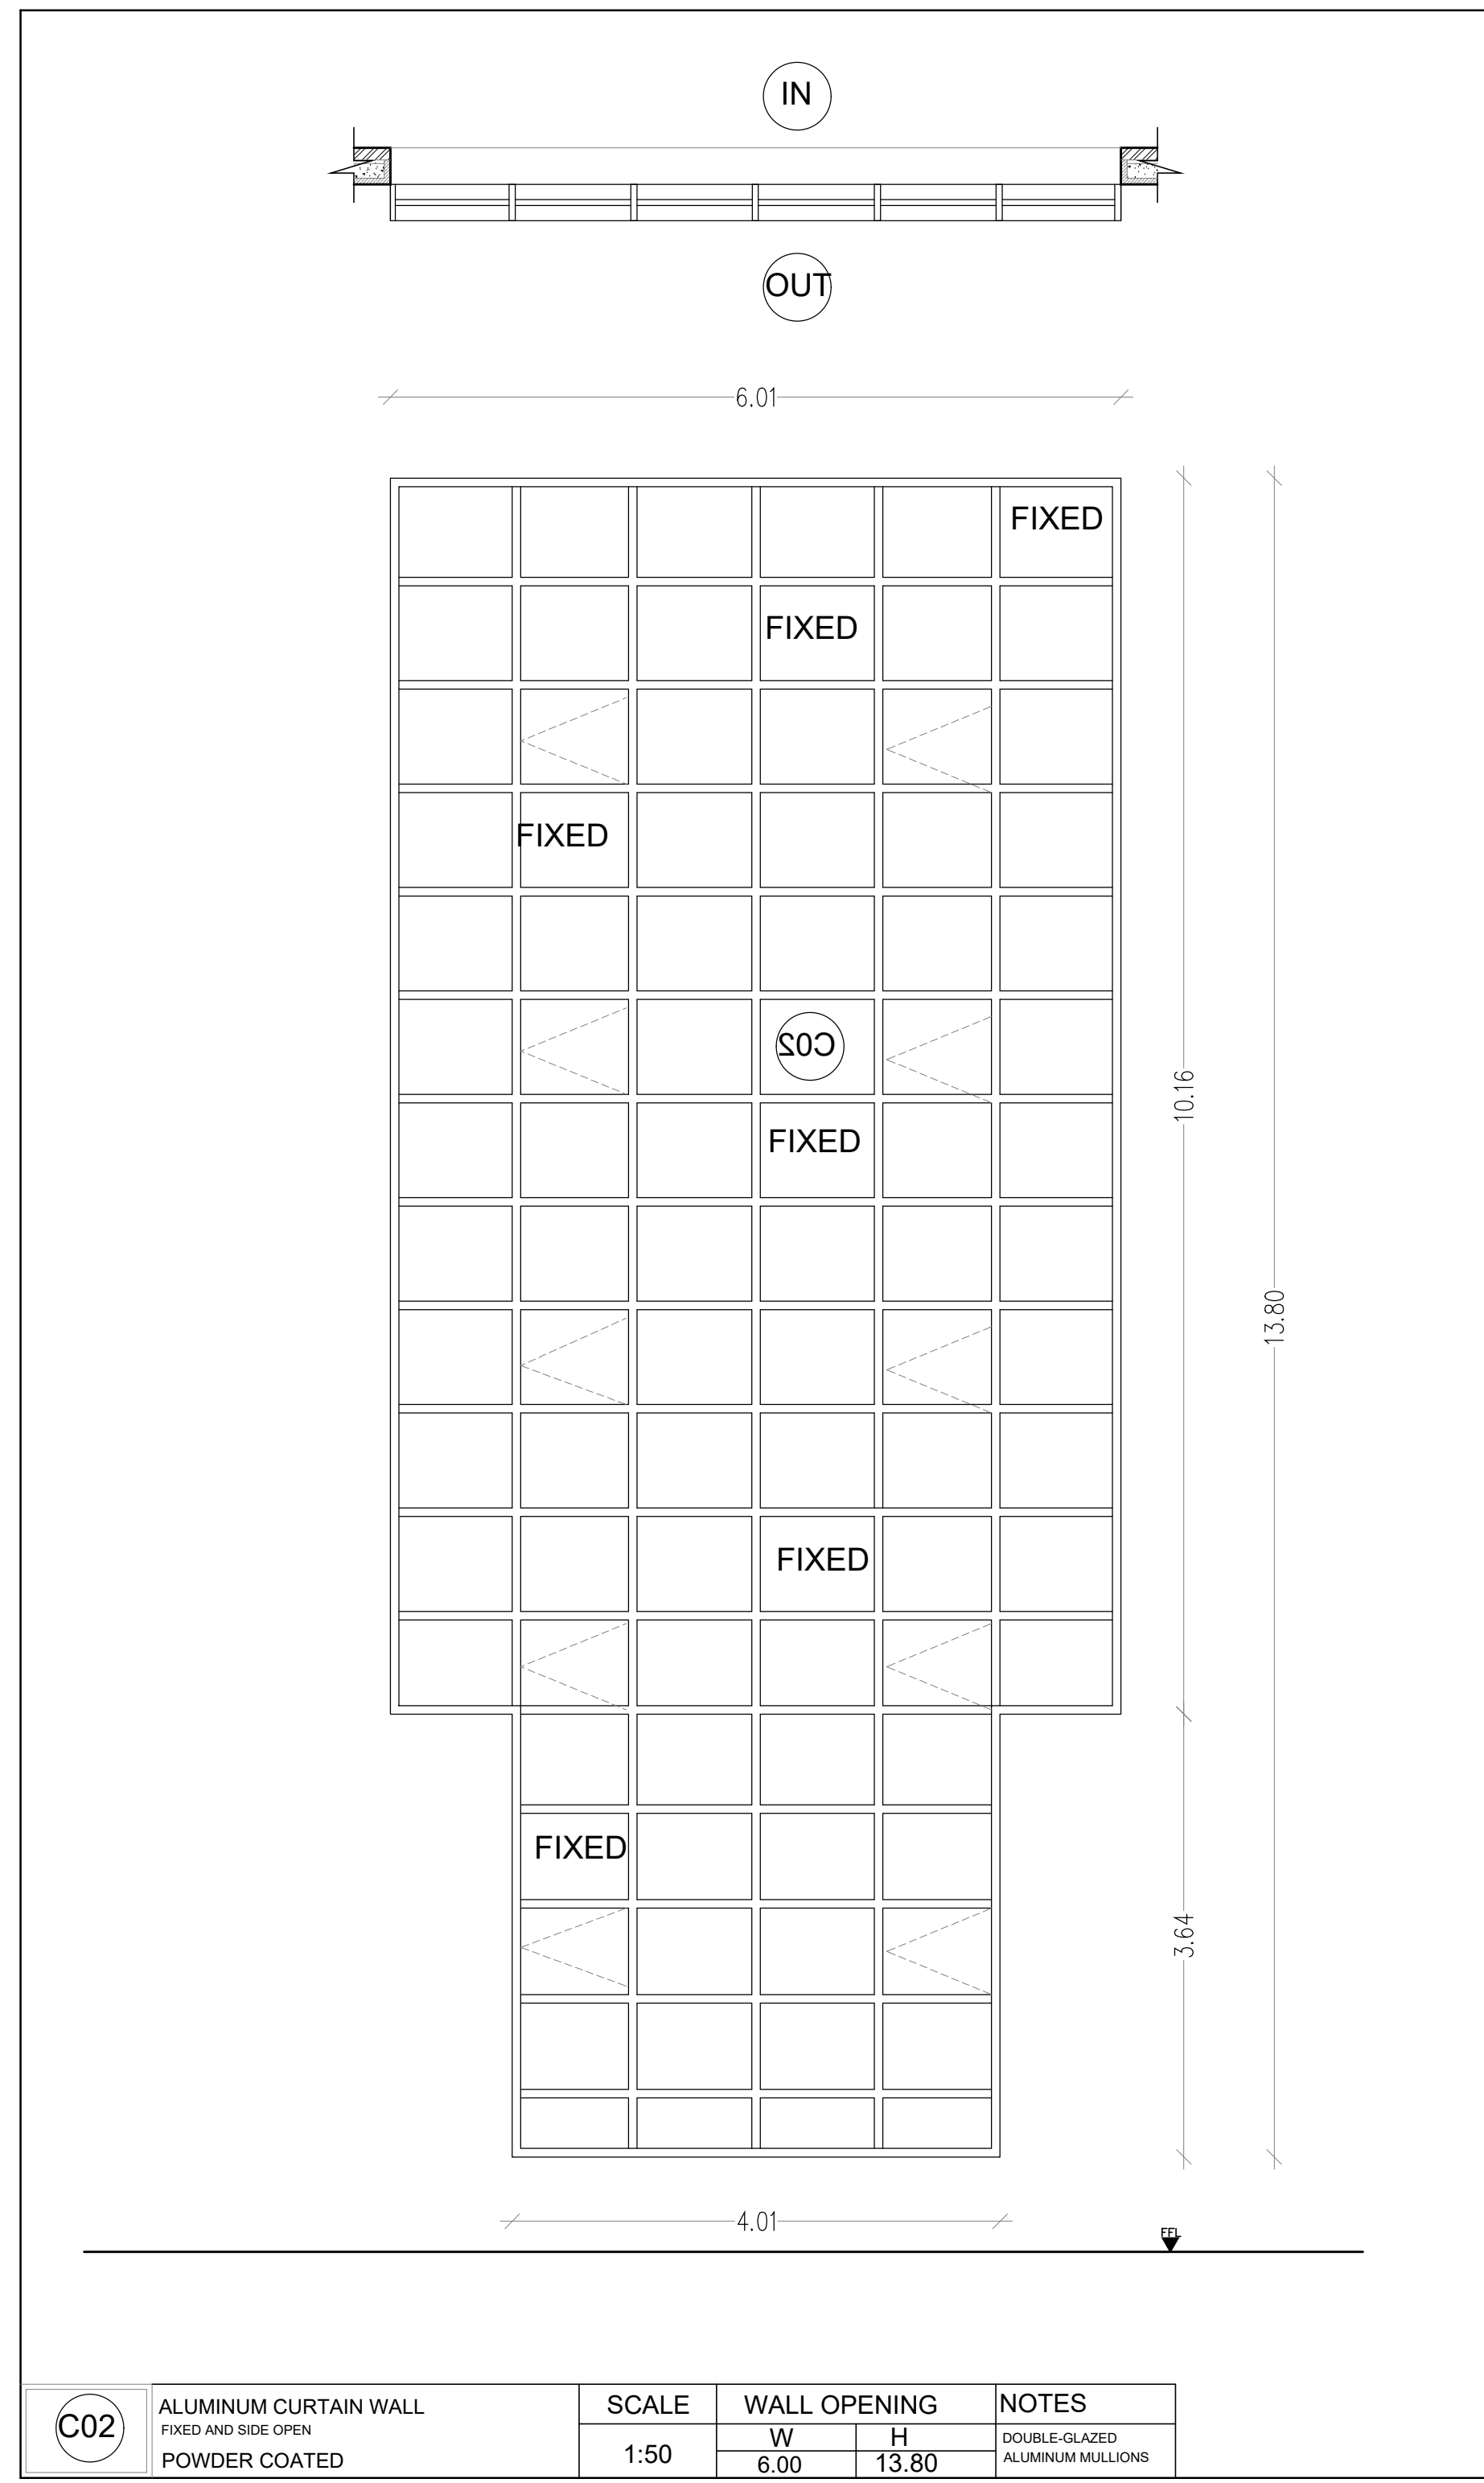 IN
OUT
6.01
FIXED
FIXED
FIXED
C02
FIXED
10.16
13.80
FIXED
FIXED
3.64
4.01
FFL
C02
ALUMINUM CURTAIN WALL
FIXED AND SIDE OPEN
POWDER COATED
SCALE
1:50
WALL OPENING
W
H
6.00
13.80
NOTES
DOUBLE-GLAZED
ALUMINUM MULLIONS